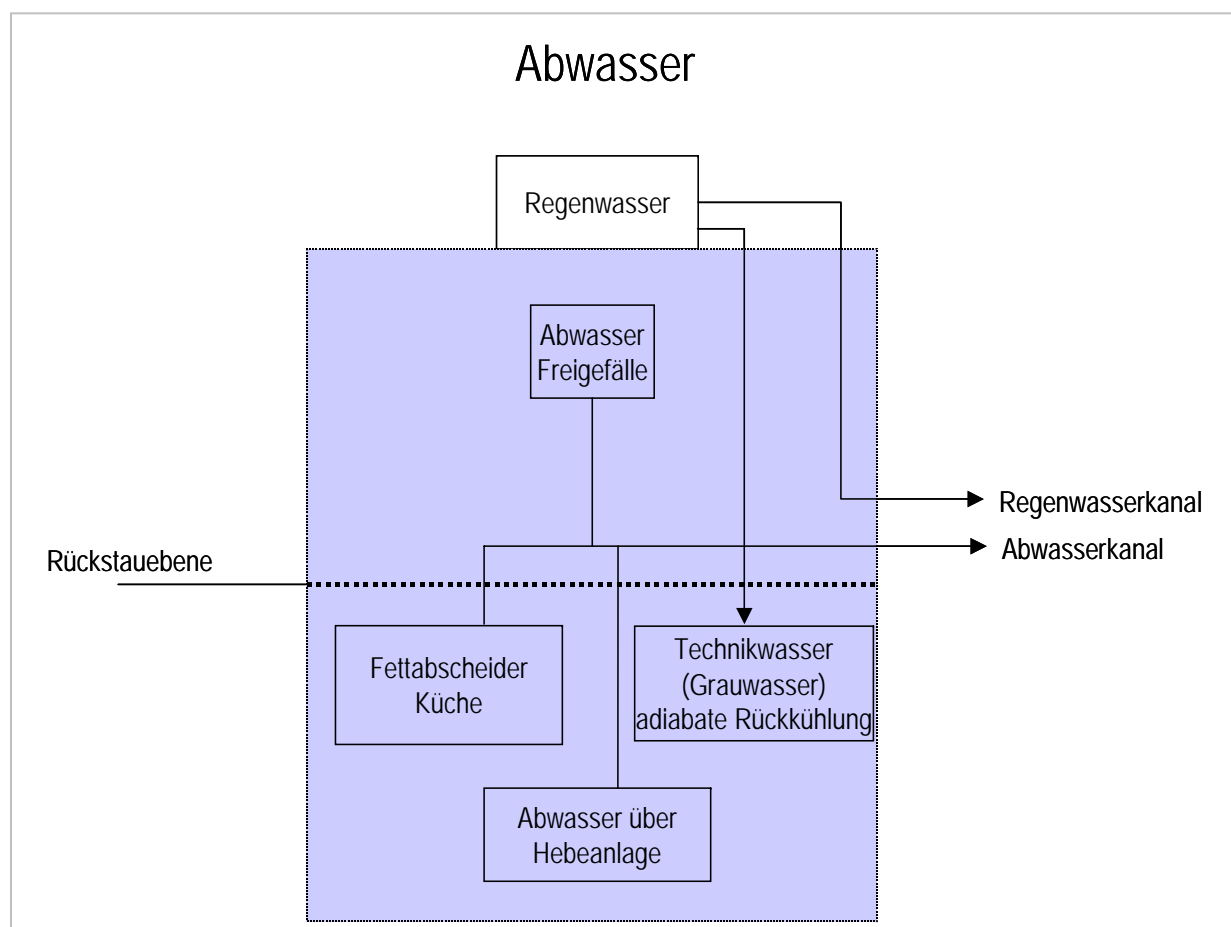 Abwasser
Regenwasser
Abwasser
Freigefälle
Regenwasserkanal
Abwasserkanal
Rückstauebene
Fettabscheider
Küche
Technikwasser
(Grauwasser)
adiabate Rückkühlung
Abwasser über
Hebeanlage